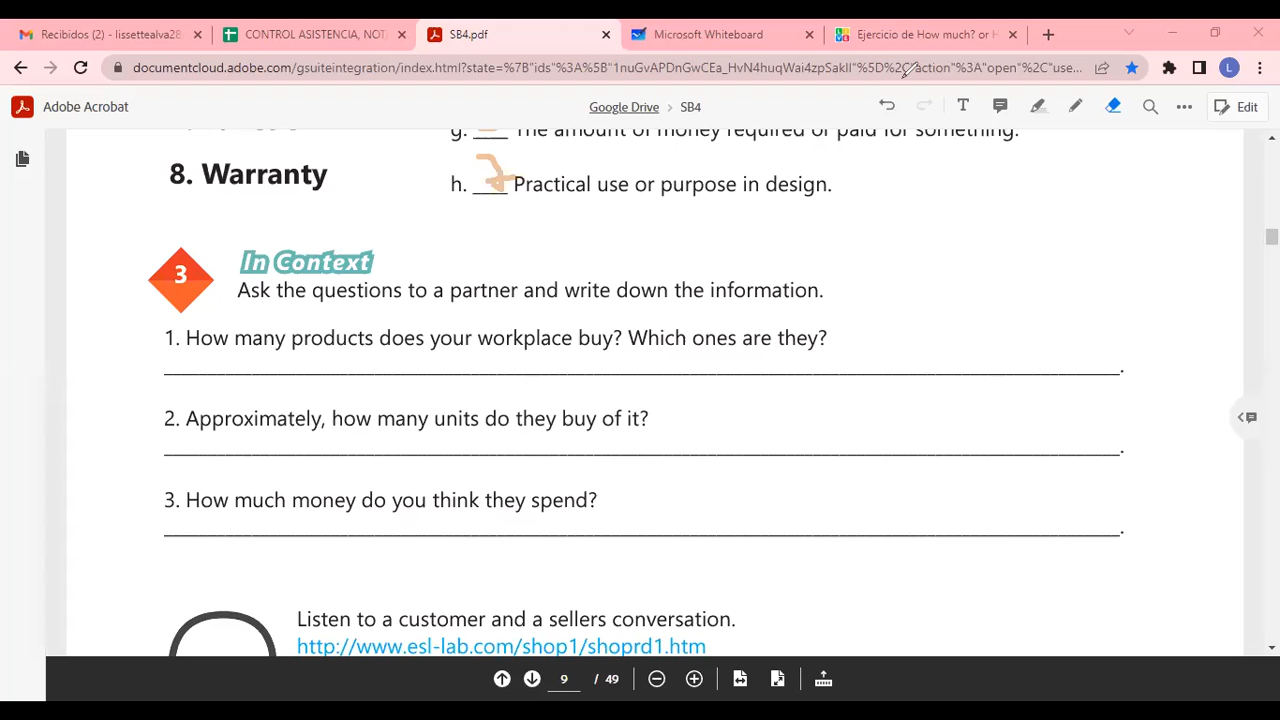 Recibidos (2) - lissettealva28
CONTROL ASISTENCIA, NOT
SB4.pdf
Microsoft Whiteboard
Ejercicio de How much? or H
documentcloud.adobe.com/gsuiteintegration/index.html?state=%7B"ids"%3A%5B"1nuGvAPDnGwCEa_HvN4huqWai4zpSakll"%5D%2C"action"%3A"open"%2C"use...
L
Adobe Acrobat
Google Drive
SB4
Edit
g. ____ The amount of money required or paid for something.
8. Warranty
h. ____ Practical use or purpose in design.
7
3
In Context
Ask the questions to a partner and write down the information.
1. How many products does your workplace buy? Which ones are they?
2. Approximately, how many units do they buy of it?
3. How much money do you think they spend?
Listen to a customer and a sellers conversation.
http://www.esl-lab.com/shop1/shoprd1.htm
9 / 49